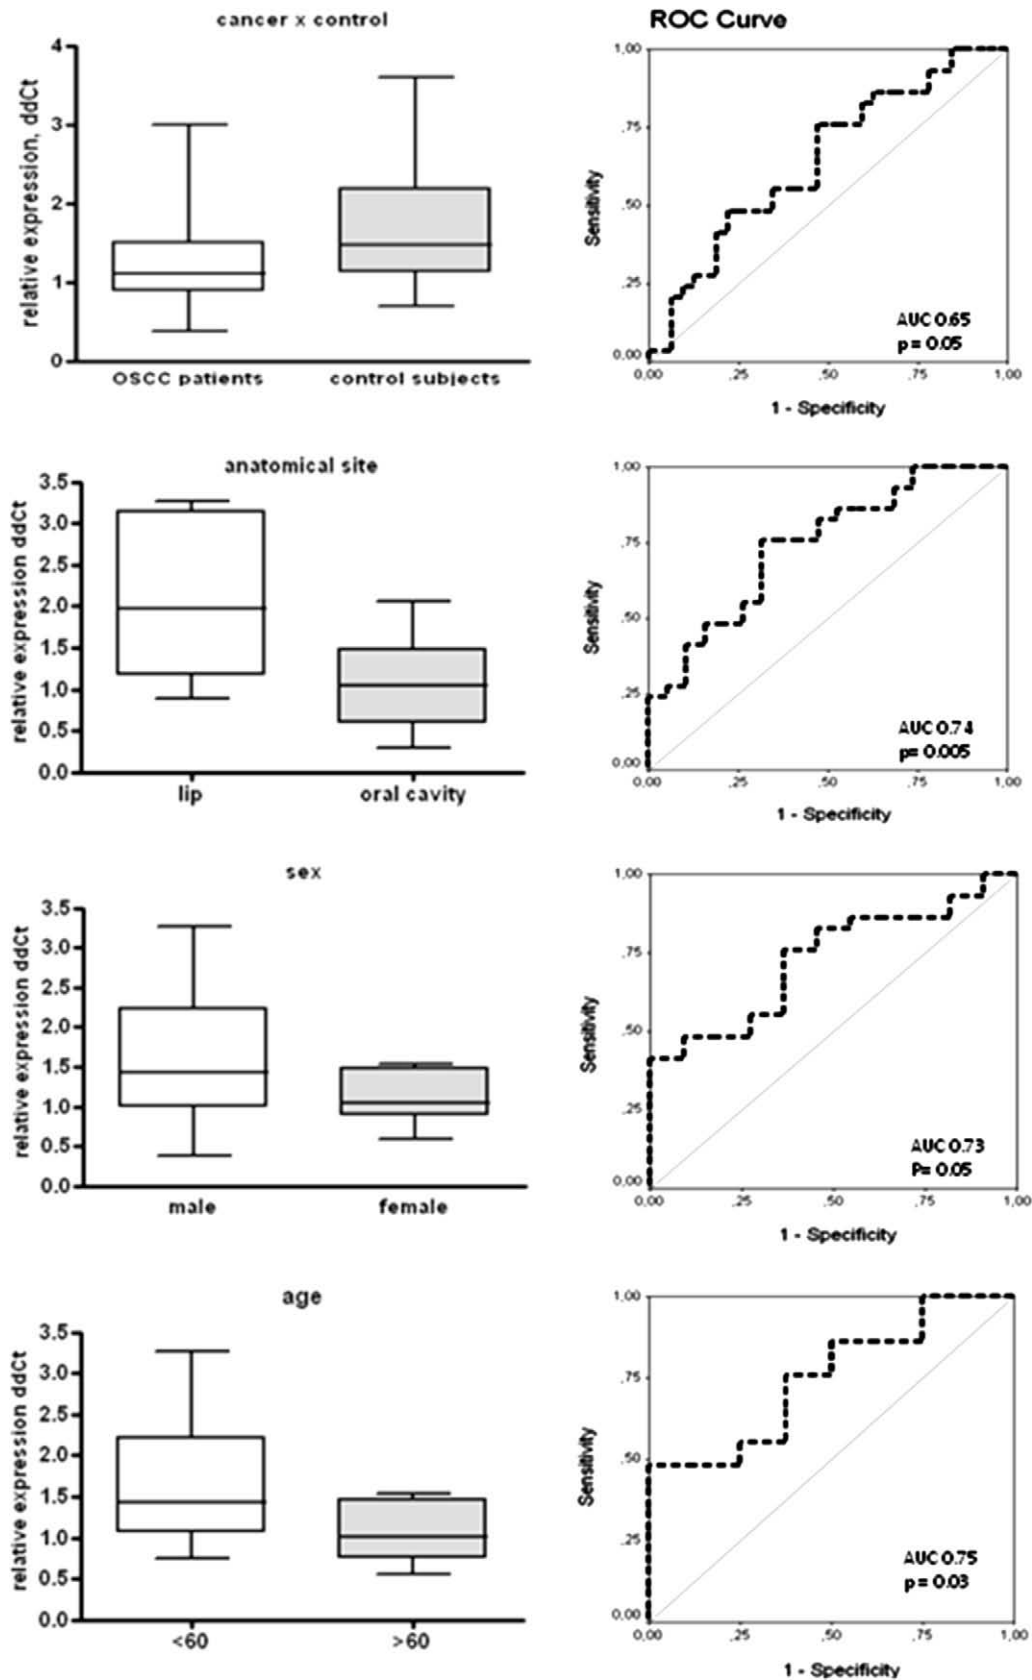 cancer x control
relative expression, ddCt
4
3
2
1
0
OSCC patients control subjects
ROC Curve
Sensitivity
1,00
,75
,50
,25
0,00
0,00 ,25 ,50 ,75 1,00
AUC 0.65
p = 0.05
1 - Specificity
anatomical site
relative expression ddCt
3.5
3.0
2.5
2.0
1.5
1.0
0.5
0.0
lip oral cavity
Sensitivity
1,00
,75
,50
,25
0,00
0,00 ,25 ,50 ,75 1,00
AUC 0.74
p= 0.005
1 - Specificity
sex
relative expression ddCt
3.5
3.0
2.5
2.0
1.5
1.0
0.5
0.0
male female
Sensitivity
1,00
,75
,50
,25
0,00
0,00 ,25 ,50 ,75 1,00
AUC 0.73
P= 0.05
1 - Specificity
age
relative expression ddCt
3.5
3.0
2.5
2.0
1.5
1.0
0.5
0.0
<60 >60
Sensitivity
1,00
,75
,50
,25
0,00
0,00 ,25 ,50 ,75 1,00
AUC 0.75
p = 0.03
1 - Specificity